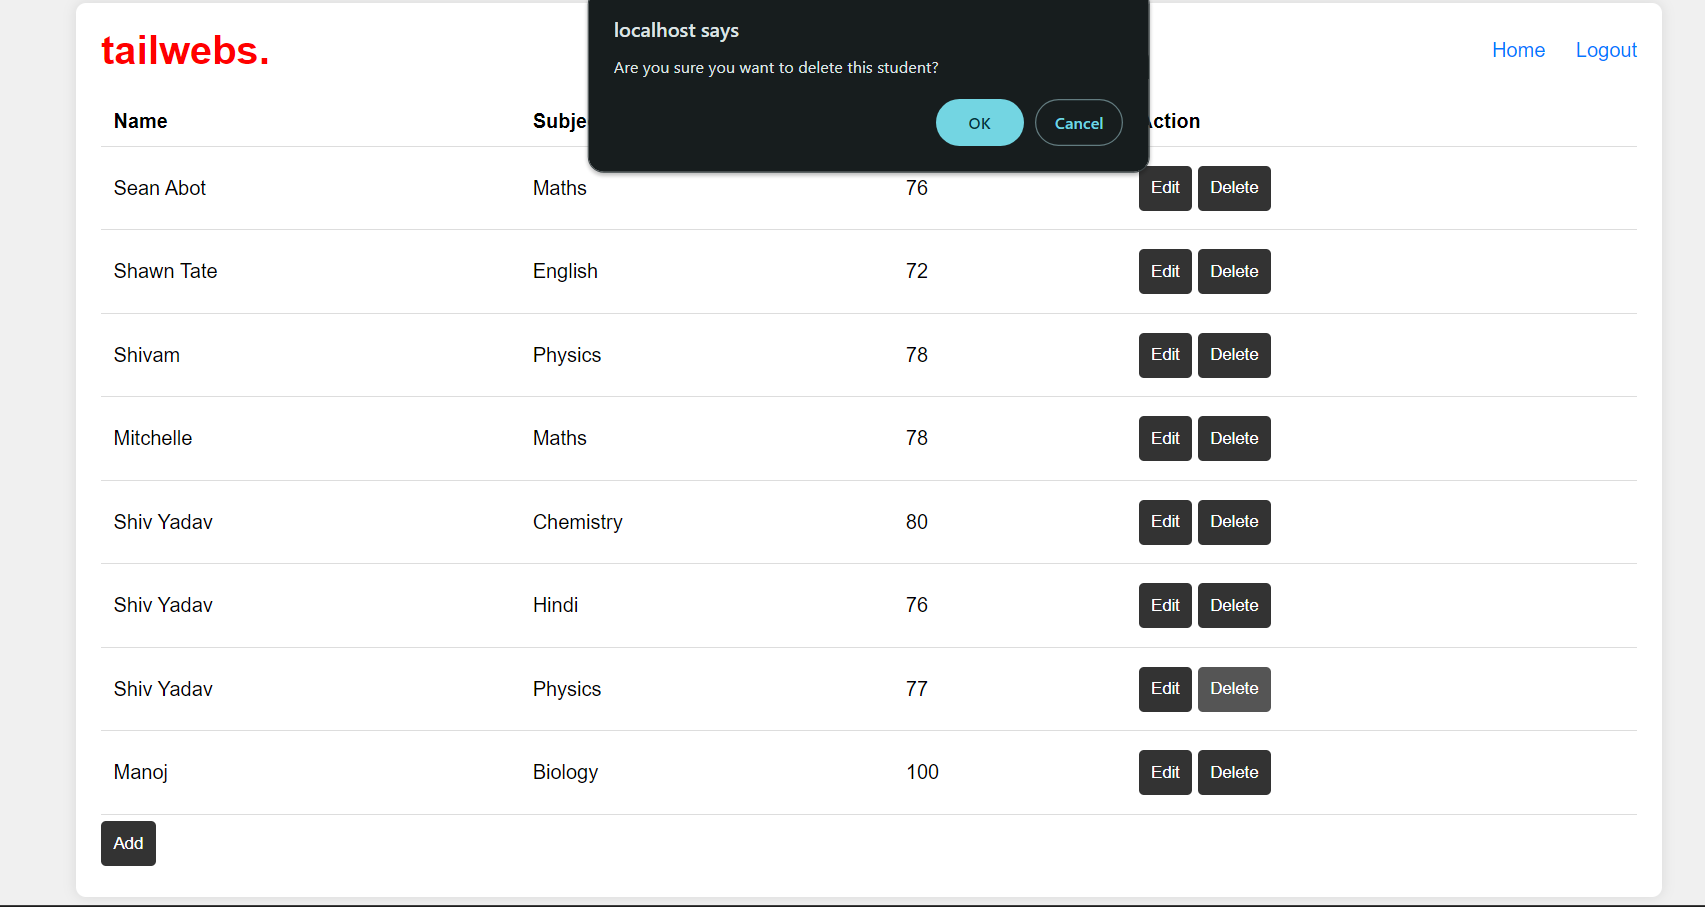 localhost says
Are you sure you want to delete this student?
OK Cancel
tailwebs. Home Logout
Name
Sean Abot Maths 76 Edit Delete
Shawn Tate English 72 Edit Delete
Shivam Physics 78 Edit Delete
Mitchelle Maths 78 Edit Delete
Shiv Yadav Chemistry 80 Edit Delete
Shiv Yadav Hindi 76 Edit Delete
Shiv Yadav Physics 77 Edit Delete
Manoj Biology 100 Edit Delete
Add